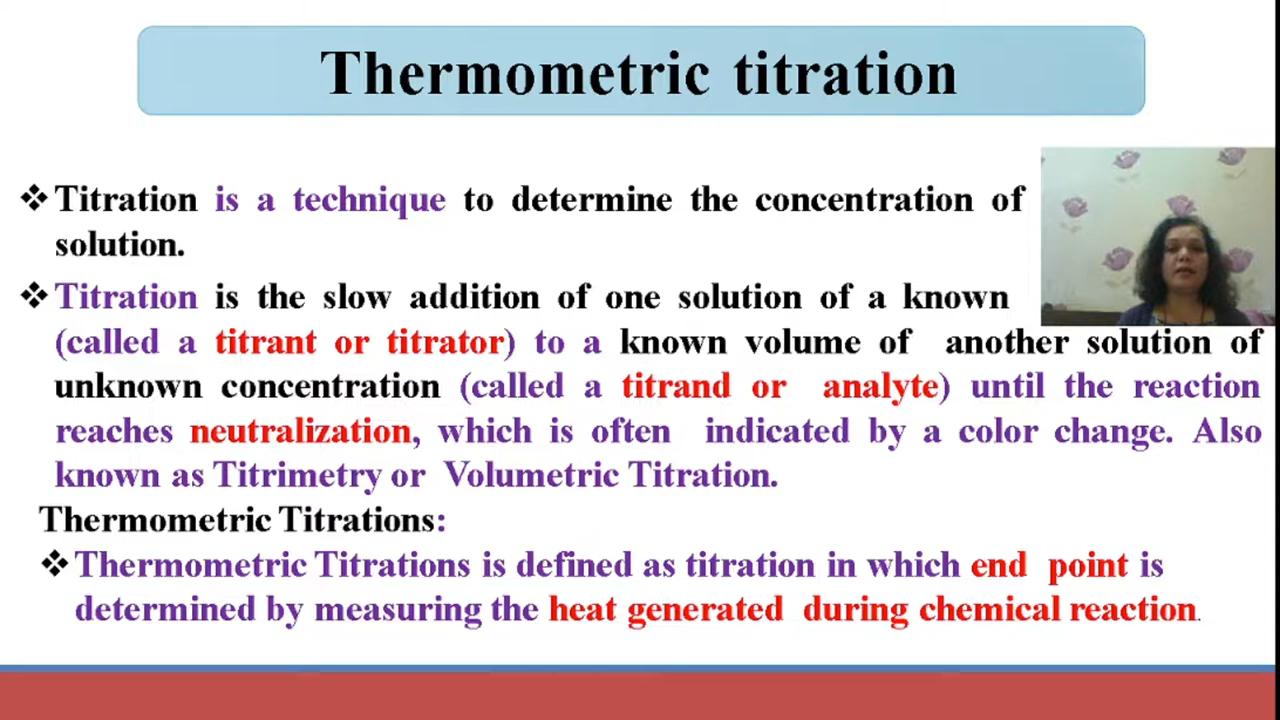 Thermometric titration
❖Titration is a technique to determine the concentration of
solution.
❖Titration is the slow addition of one solution of a known
(called a titrant or titrator) to a known volume of another solution of
unknown concentration (called a titrand or analyte) until the reaction
reaches neutralization, which is often indicated by a color change. Also
known as Titrimetry or Volumetric Titration.
Thermometric Titrations:
❖Thermometric Titrations is defined as titration in which end point is
determined by measuring the heat generated during chemical reaction.